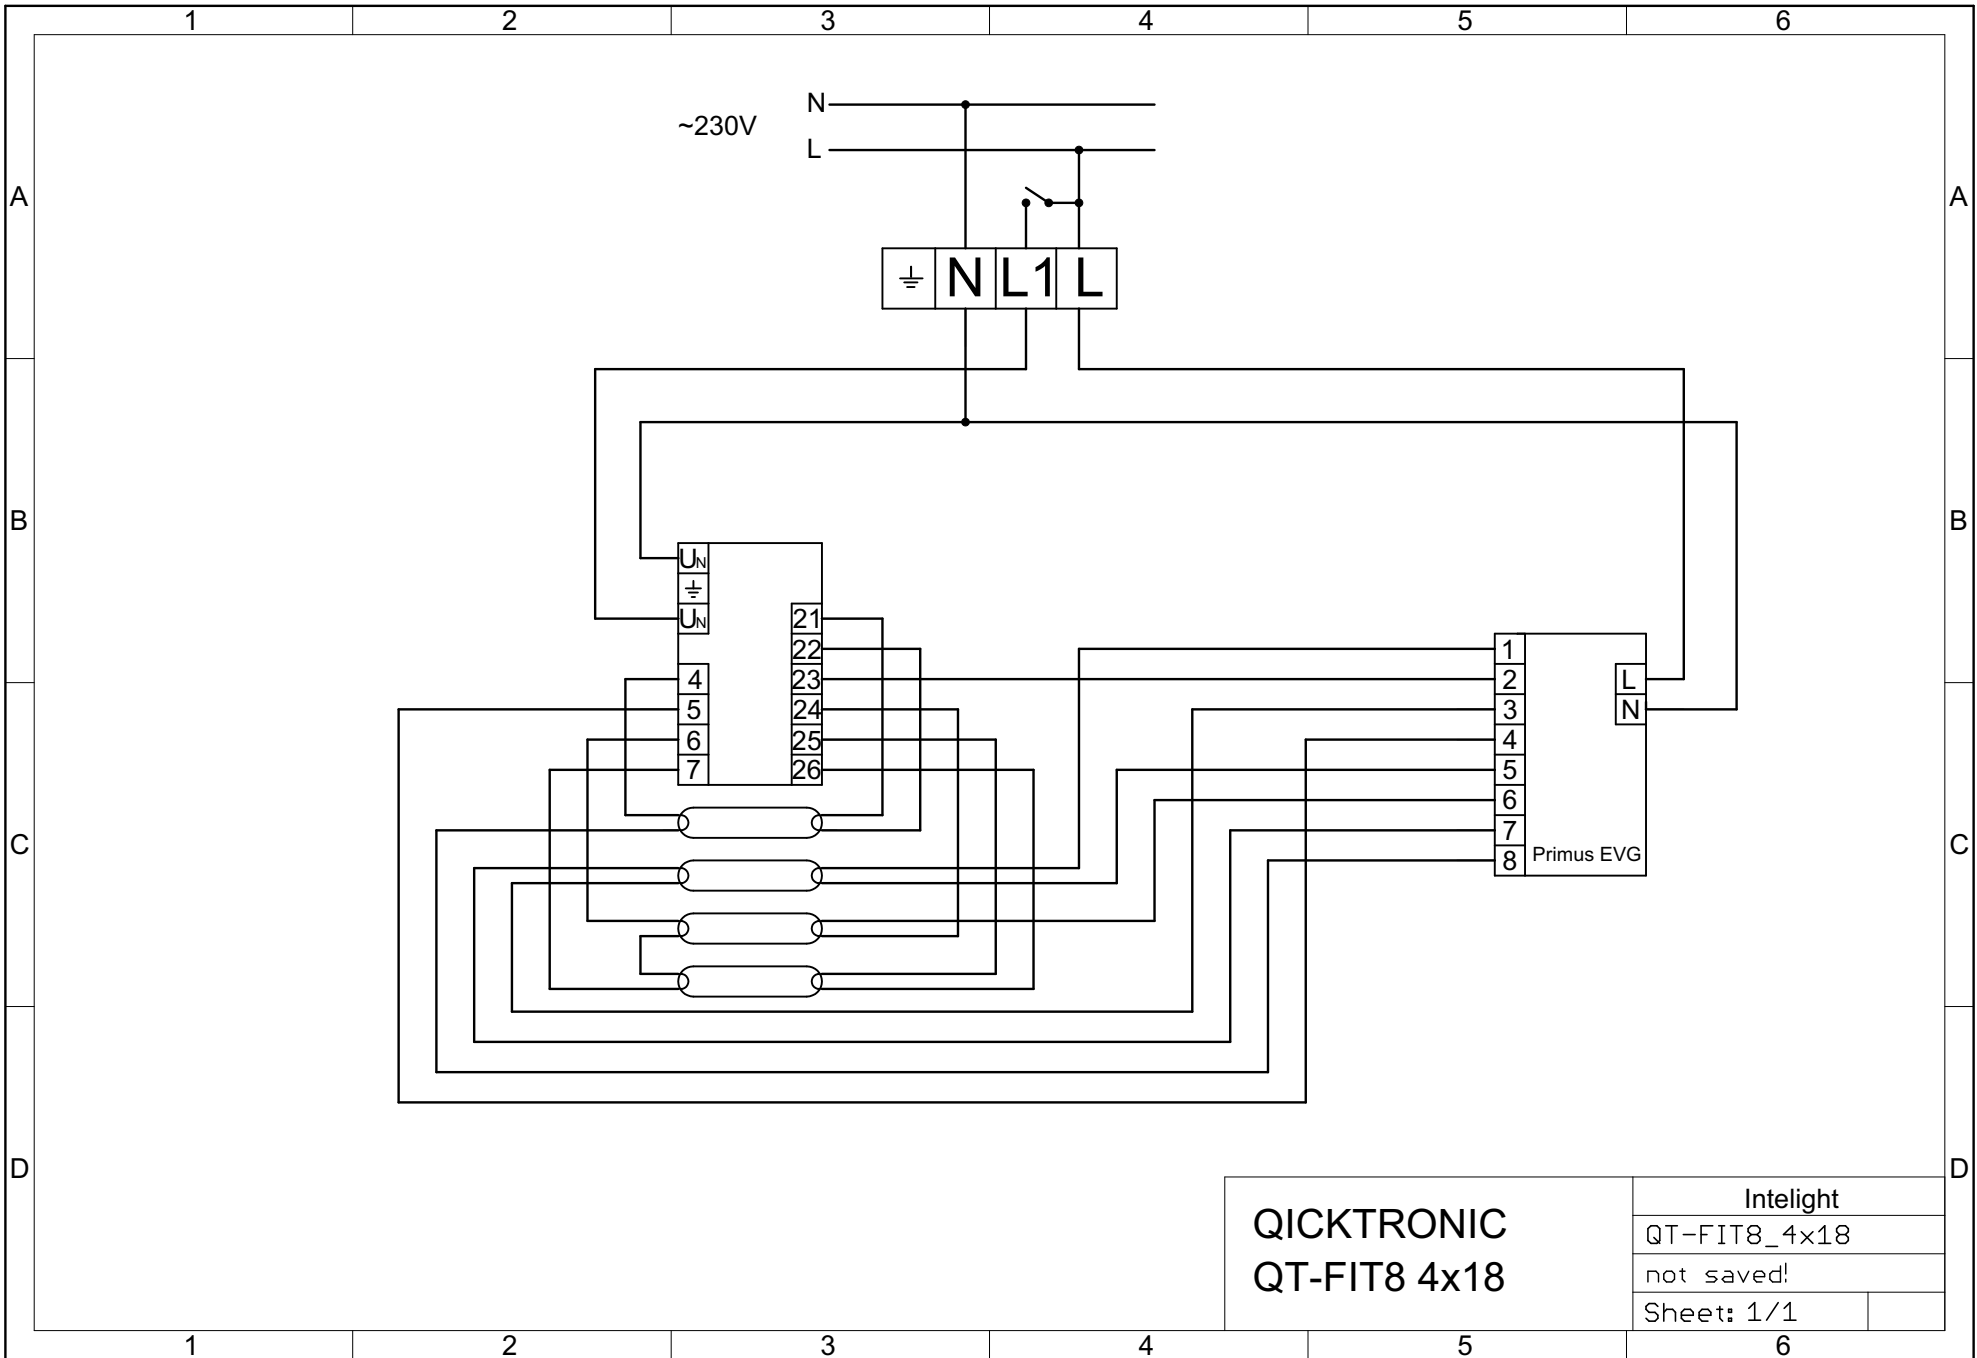 1 2 3 4 5 6
N
~230V
L
A A
N L1 L
B B
UN
UN 21
22 1
4 23 2 L
5 24 3 N
6 25 4
7 26 5
6
7
C C
8 Primus EVG
D D
Intelight
QICKTRONIC
QT-FIT8_4x18
QT-FIT8 4x18
not saved!
Sheet: 1/1
1 2 3 4 5 6